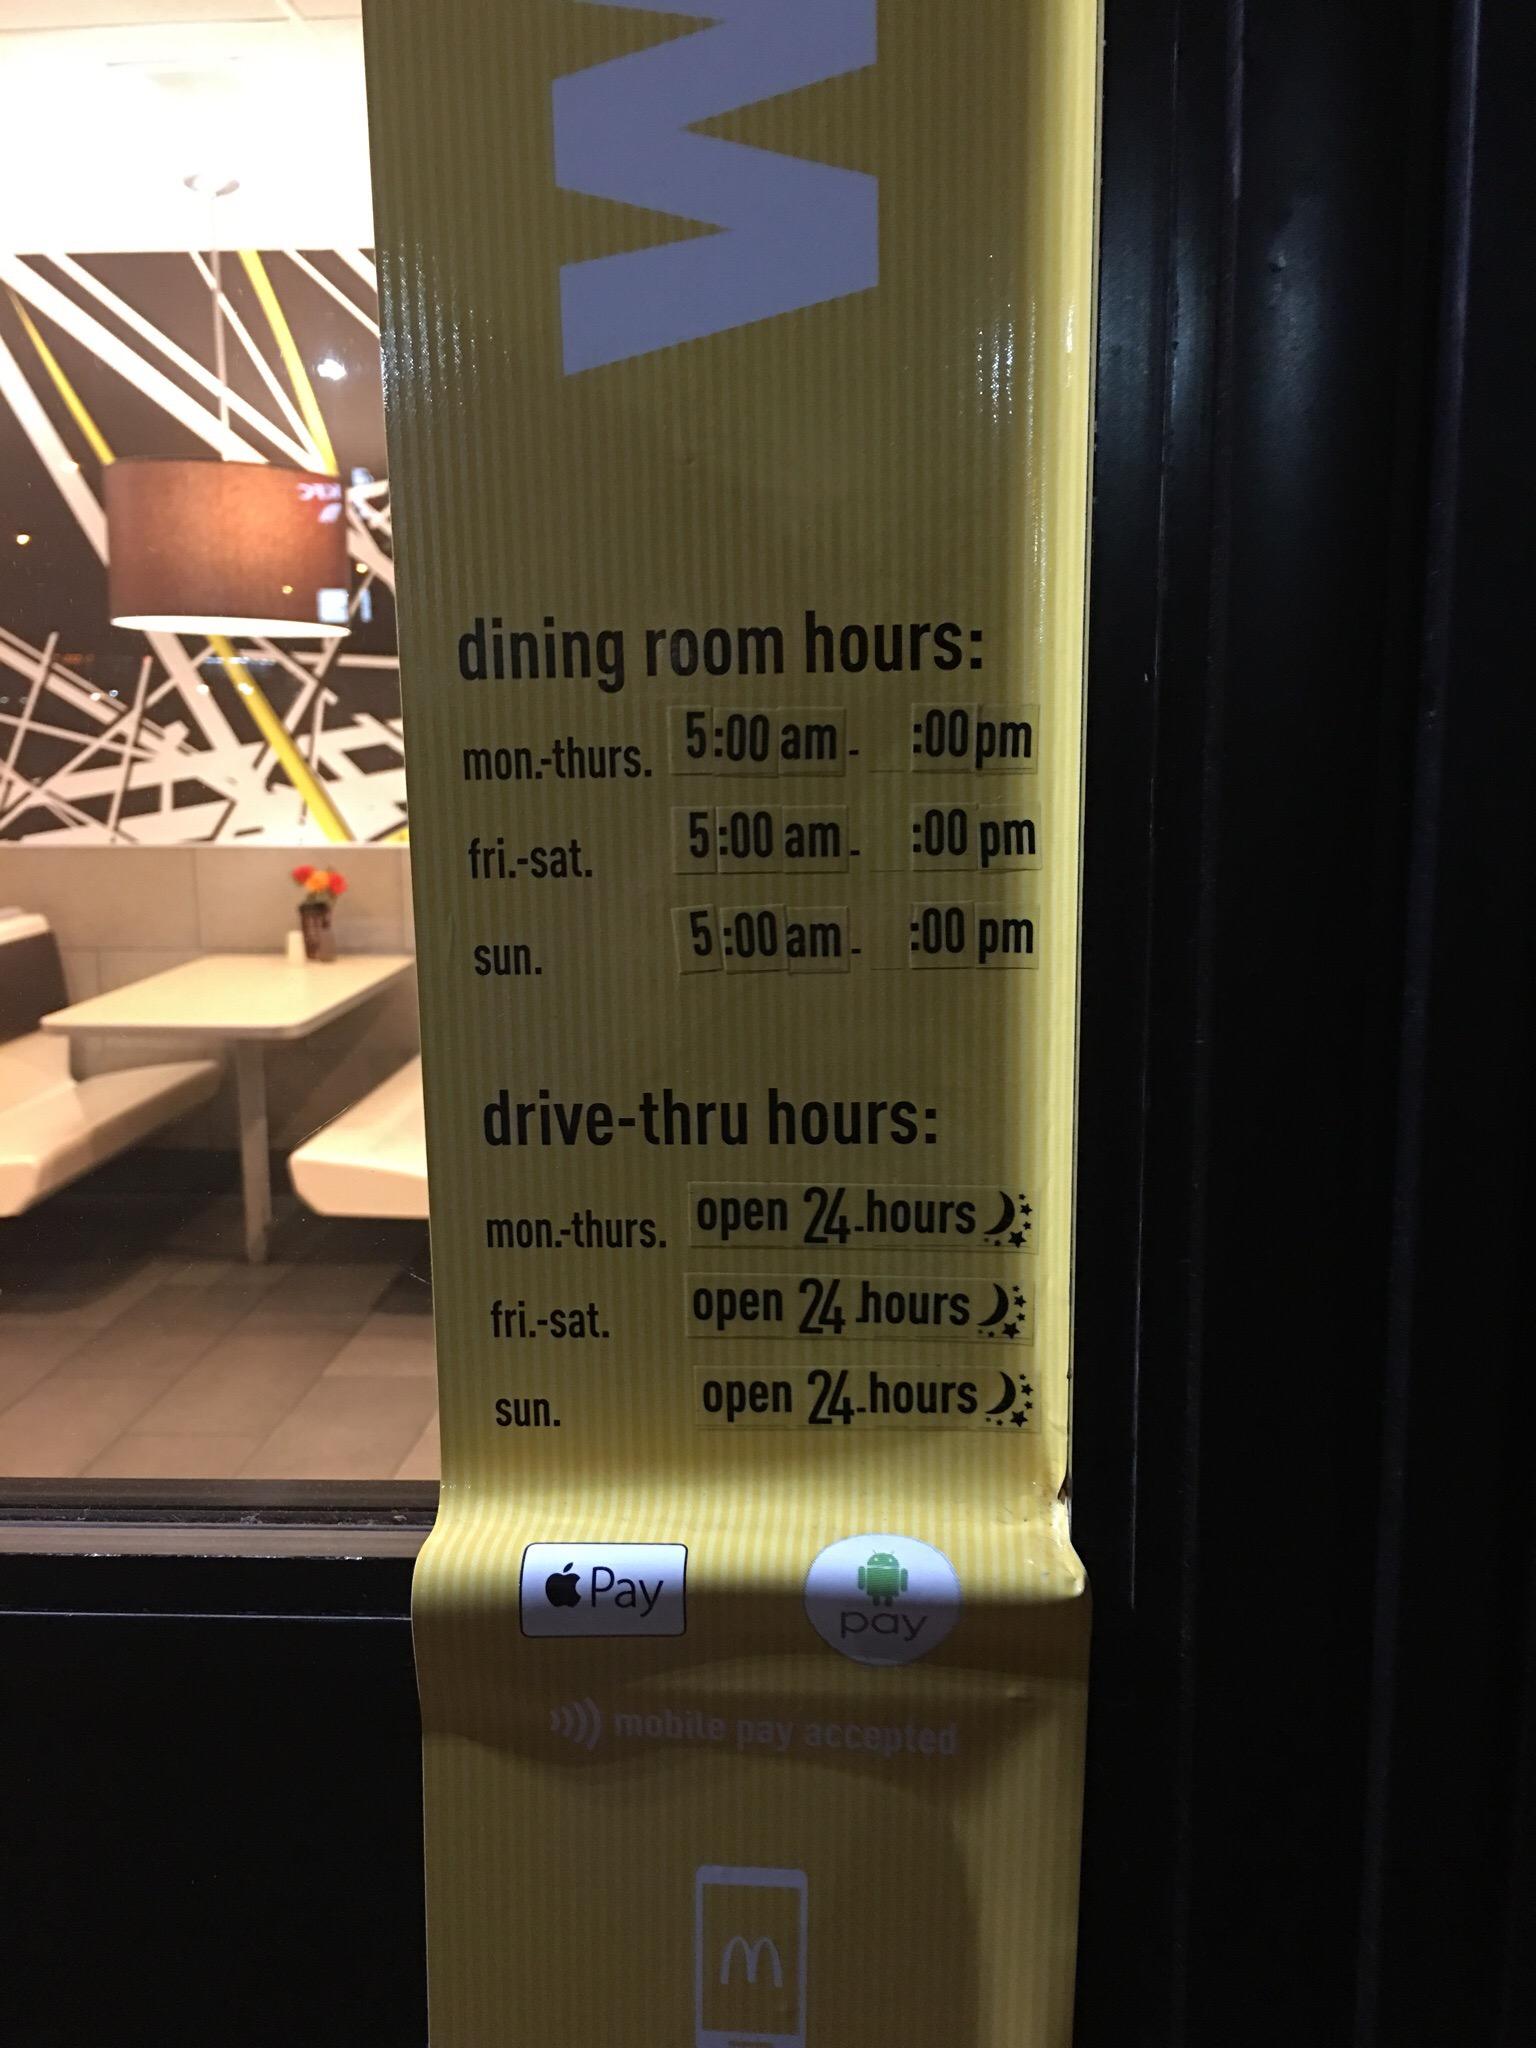 W
dining room hours:
mon.-thurs. 5:00 am - :00 pm
fri.-sat. 5:00 am - :00 pm
sun. 5:00 am - :00 pm
drive-thru hours:
mon.-thurs. open 24-hours
fri.-sat. open 24 hours
sun. open 24-hours
Pay
pay
mobile pay accepted